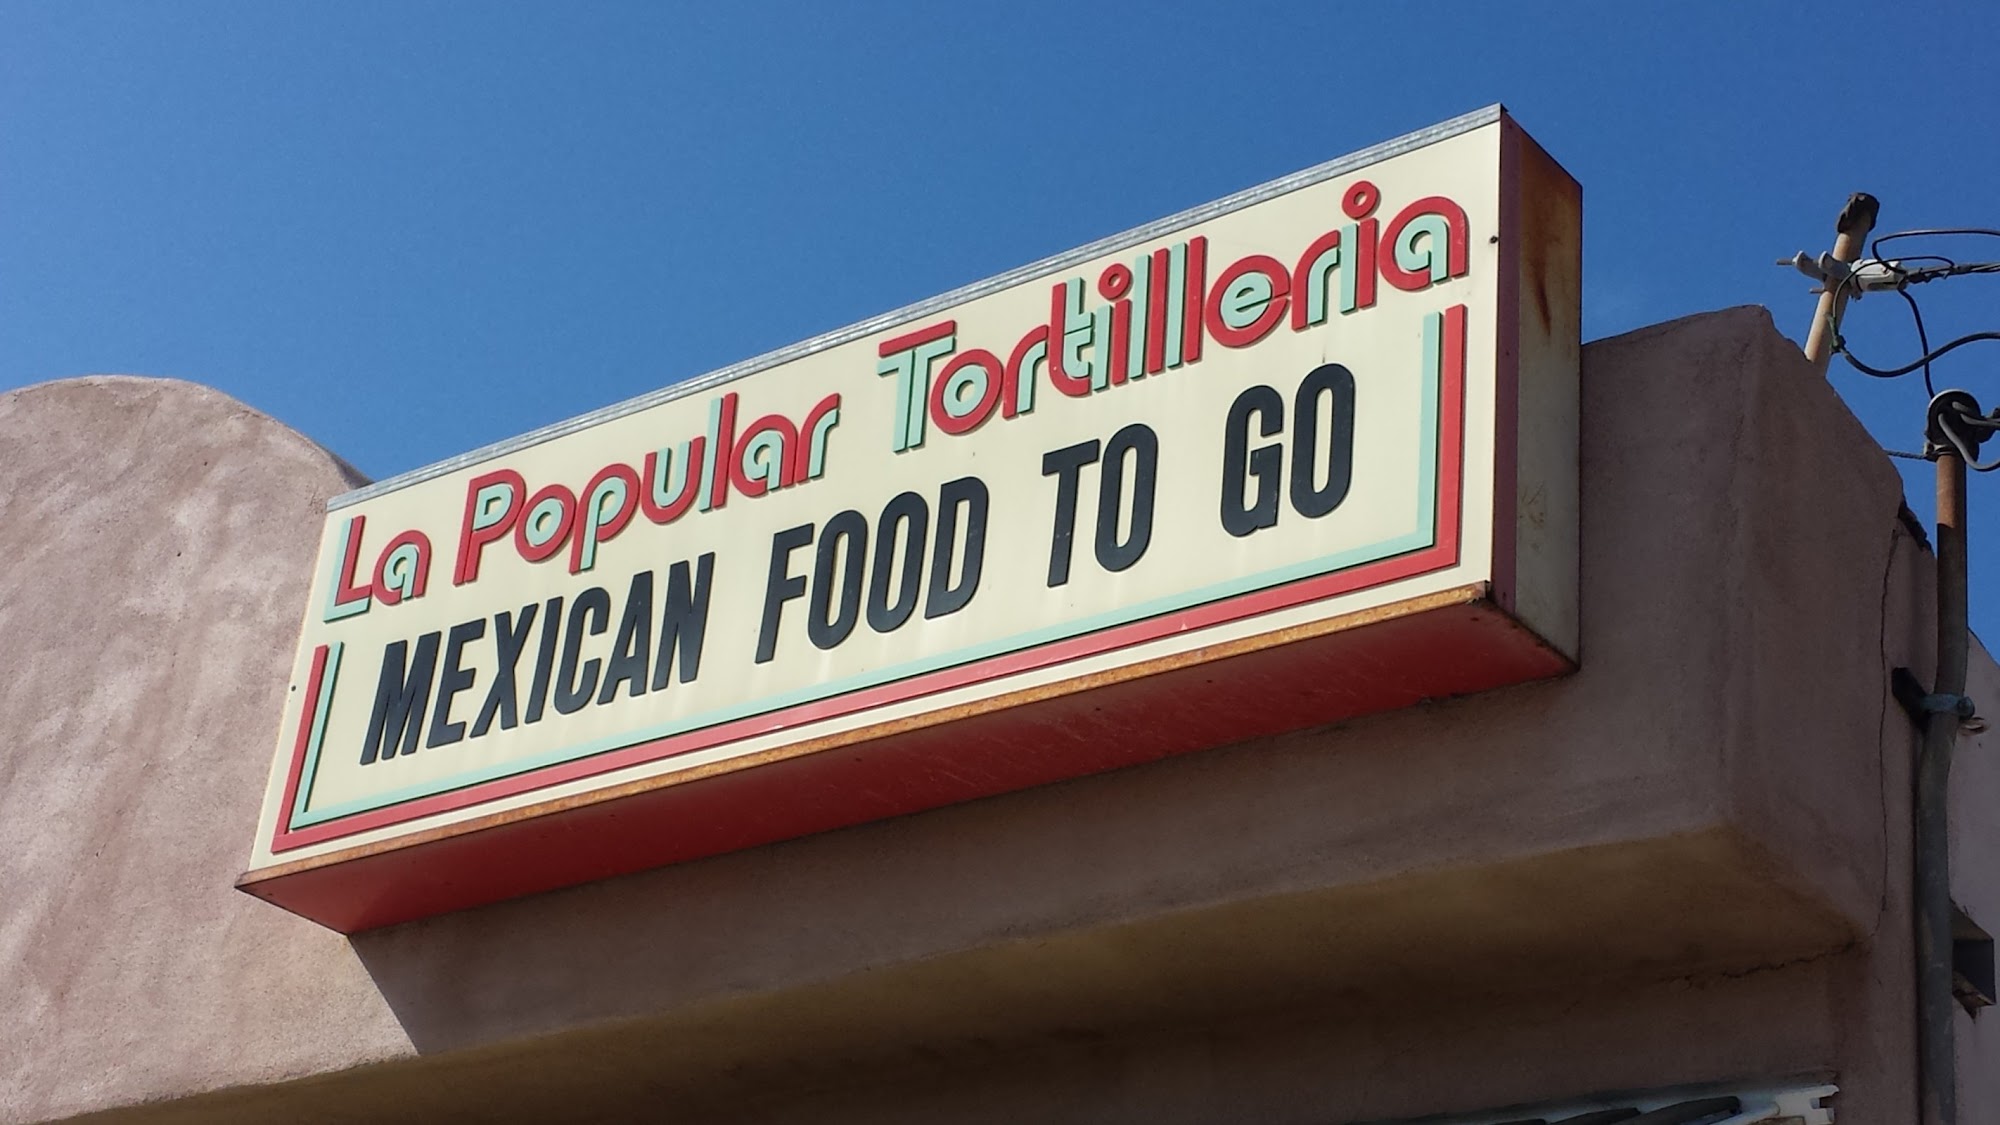 La Popular Tortilleria
MEXICAN FOOD TO GO